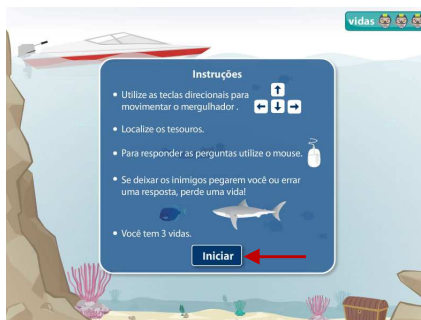 vidas
Instruções
• Utilize as teclas direcionais para
movimentar o mergulhador .
• Localize os tesouros.
• Para responder as perguntas utilize o mouse.
• Se deixar os inimigos pegarem você ou errar
uma resposta, perde uma vida!
• Você tem 3 vidas.
Iniciar